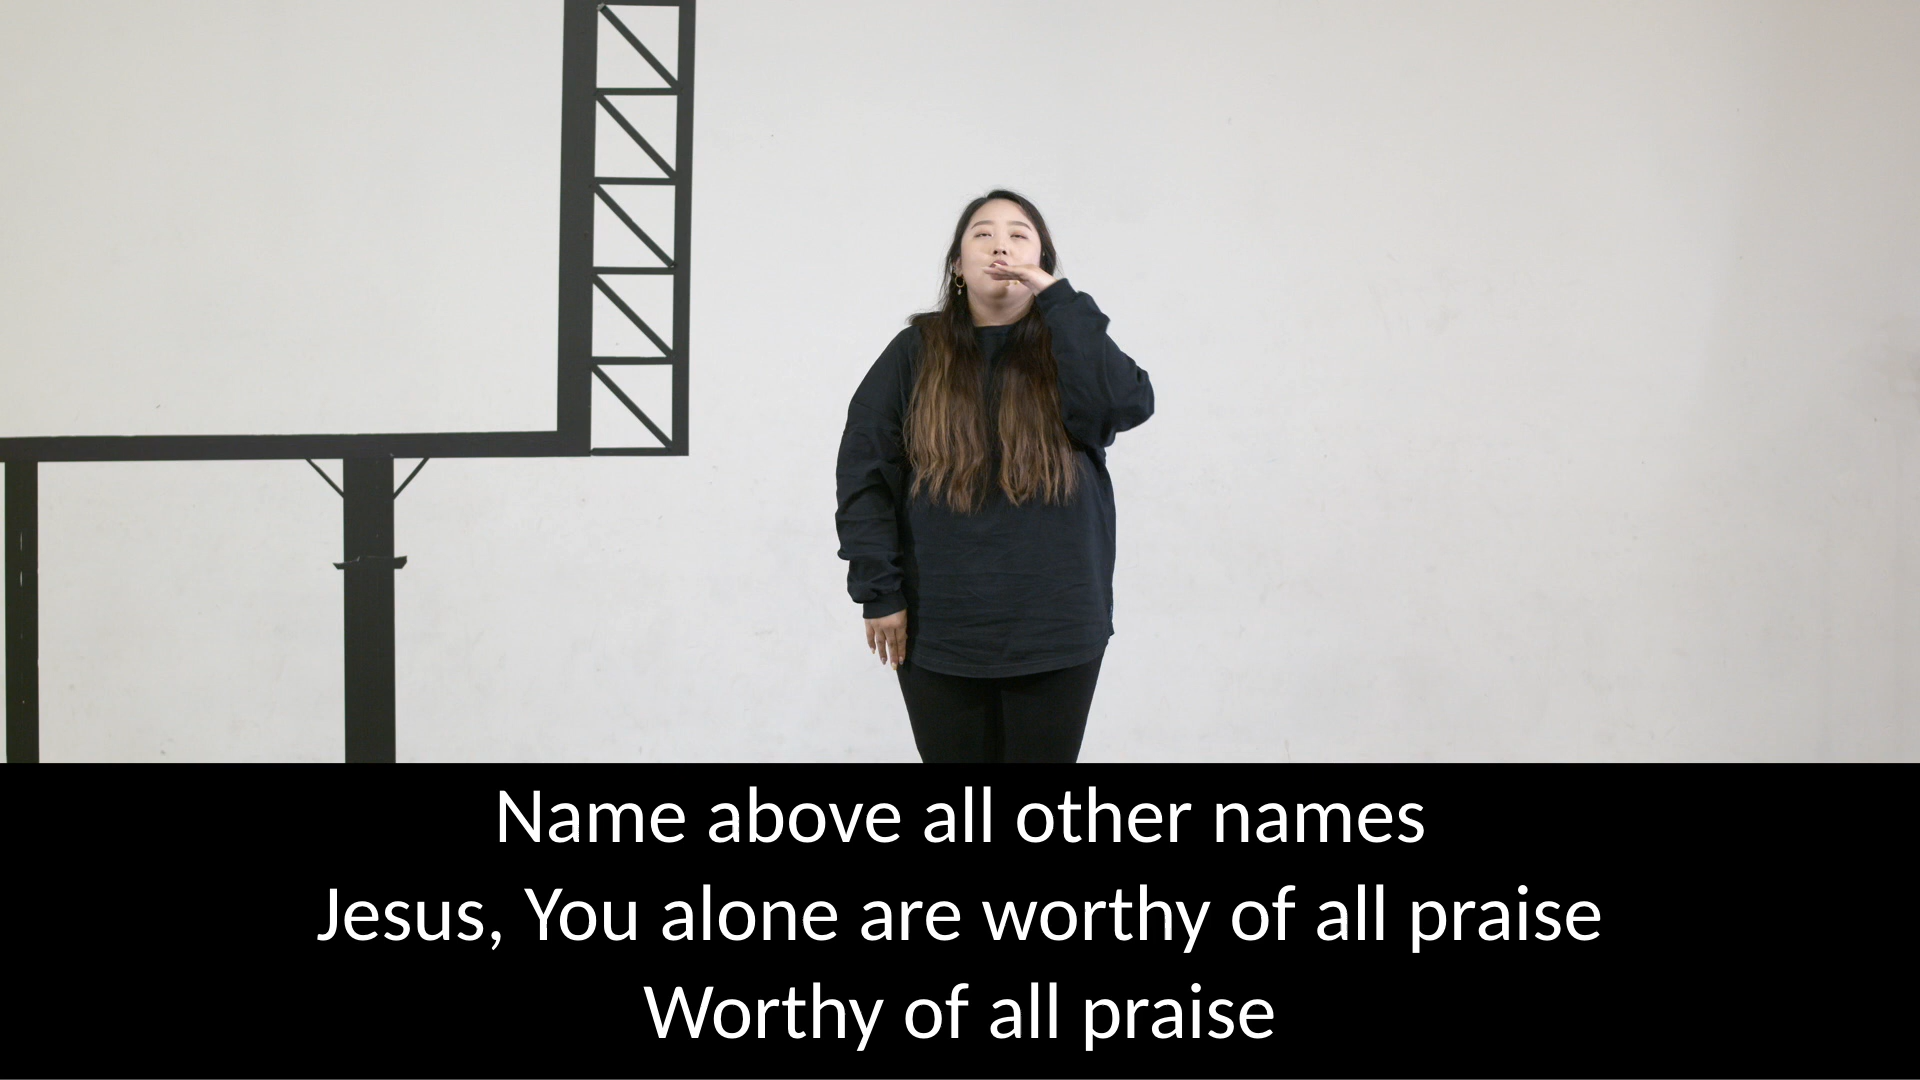 Name above all other names
Jesus, You alone are worthy of all praise
Worthy of all praise